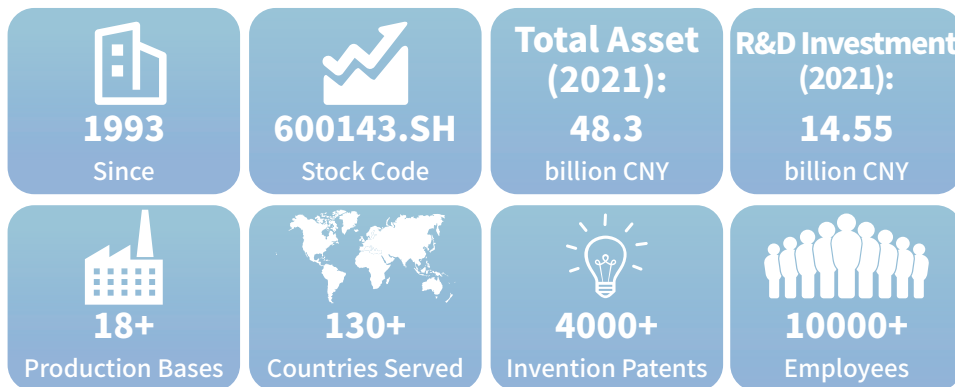 1993
Since
600143.SH
Stock Code
Total Asset
(2021):
48.3
billion CNY
R&D Investment
(2021):
14.55
billion CNY
18+
Production Bases
130+
Countries Served
4000+
Invention Patents
10000+
Employees